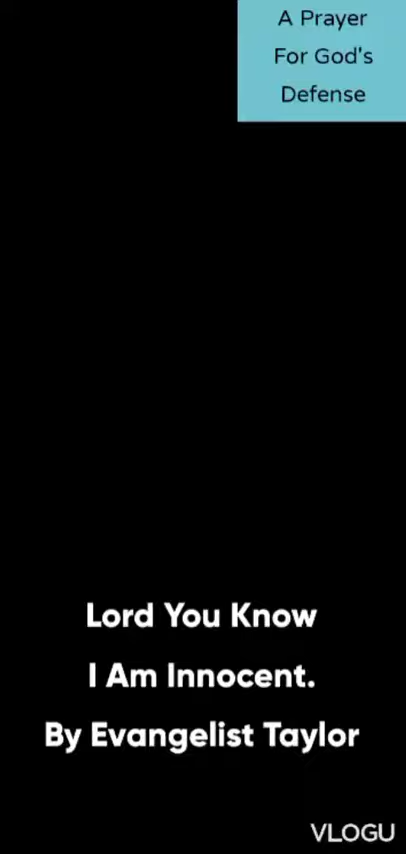 A Prayer
For God's
Defense
Lord You Know
I Am Innocent.
By Evangelist Taylor
VLOGU